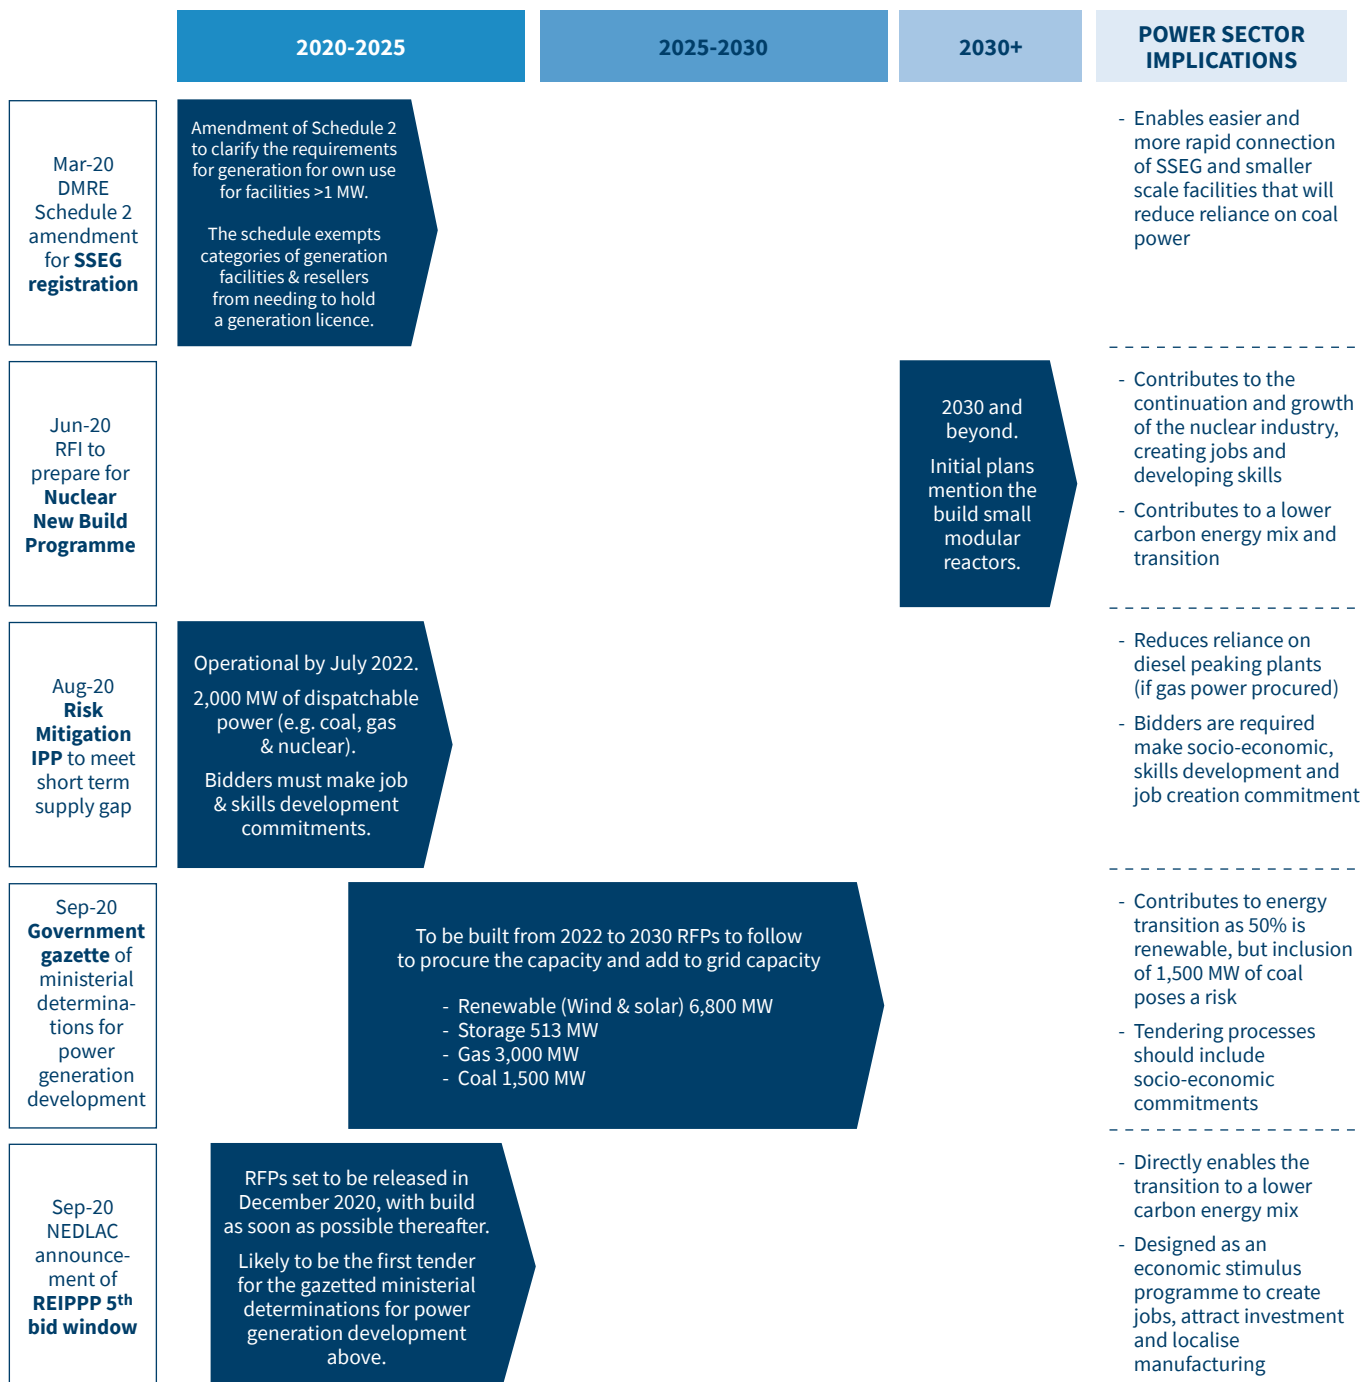 2020-2025
2025-2030
2030+
POWER SECTOR
IMPLICATIONS
Mar-20
DMRE
Schedule 2
amendment
for SSEG
registration
Amendment of Schedule 2
to clarify the requirements
for generation for own use
for facilities >1 MW.
The schedule exempts
categories of generation
facilities & resellers
from needing to hold
a generation licence.
- Enables easier and
more rapid connection
of SSEG and smaller
scale facilities that will
reduce reliance on coal
power
Jun-20
RFI to
prepare for
Nuclear
New Build
Programme
2030 and
beyond.
Initial plans
mention the
build small
modular
reactors.
- Contributes to the
continuation and growth
of the nuclear industry,
creating jobs and
developing skills
- Contributes to a lower
carbon energy mix and
transition
Aug-20
Risk
Mitigation
IPP to meet
short term
supply gap
Operational by July 2022.
2,000 MW of dispatchable
power (e.g. coal, gas
& nuclear).
Bidders must make job
& skills development
commitments.
- Reduces reliance on
diesel peaking plants
(if gas power procured)
- Bidders are required
make socio-economic,
skills development and
job creation commitment
Sep-20
Government
gazette of
ministerial
determina-
tions for
power
generation
development
To be built from 2022 to 2030 RFPs to follow
to procure the capacity and add to grid capacity
- Renewable (Wind & solar) 6,800 MW
- Storage 513 MW
- Gas 3,000 MW
- Coal 1,500 MW
- Contributes to energy
transition as 50% is
renewable, but inclusion
of 1,500 MW of coal
poses a risk
- Tendering processes
should include
socio-economic
commitments
Sep-20
NEDLAC
announce-
ment of
REIPPP 5th
bid window
RFPs set to be released in
December 2020, with build
as soon as possible thereafter.
Likely to be the first tender
for the gazetted ministerial
determinations for power
generation development
above.
- Directly enables the
transition to a lower
carbon energy mix
- Designed as an
economic stimulus
programme to create
jobs, attract investment
and localise
manufacturing